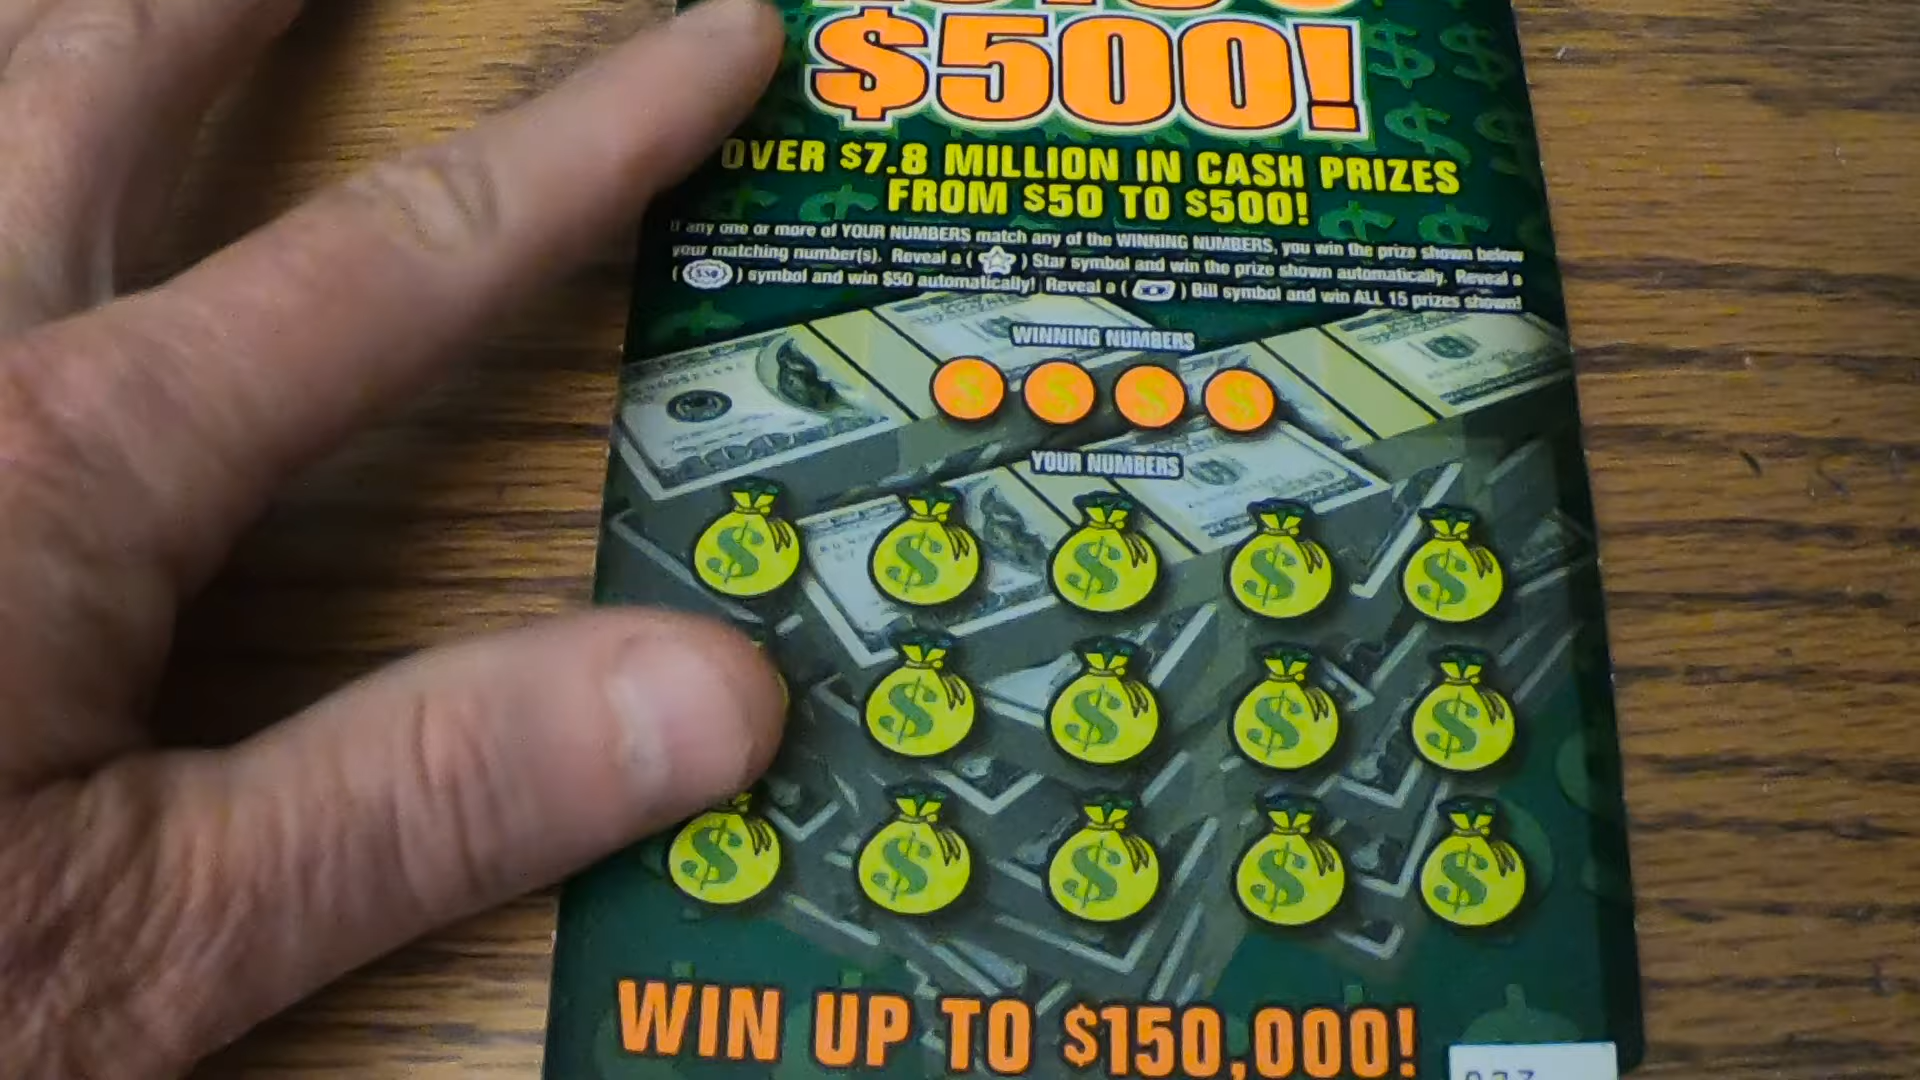 $500!
OVER $7.8 MILLION IN CASH PRIZES
FROM $50 TO $500!
If any one or more of YOUR NUMBERS match any of the WINNING NUMBERS, you win the prize shown below
your matching number(s). Reveal a ( ) Star symbol and win the prize shown automatically. Reveal a
( $50 ) symbol and win $50 automatically! Reveal a ( ) Bill symbol and win ALL 15 prizes shown!
WINNING NUMBERS
$ $ $ $
YOUR NUMBERS
$ $ $ $ $
$ $ $ $
$ $ $ $ $
WIN UP TO $150,000!